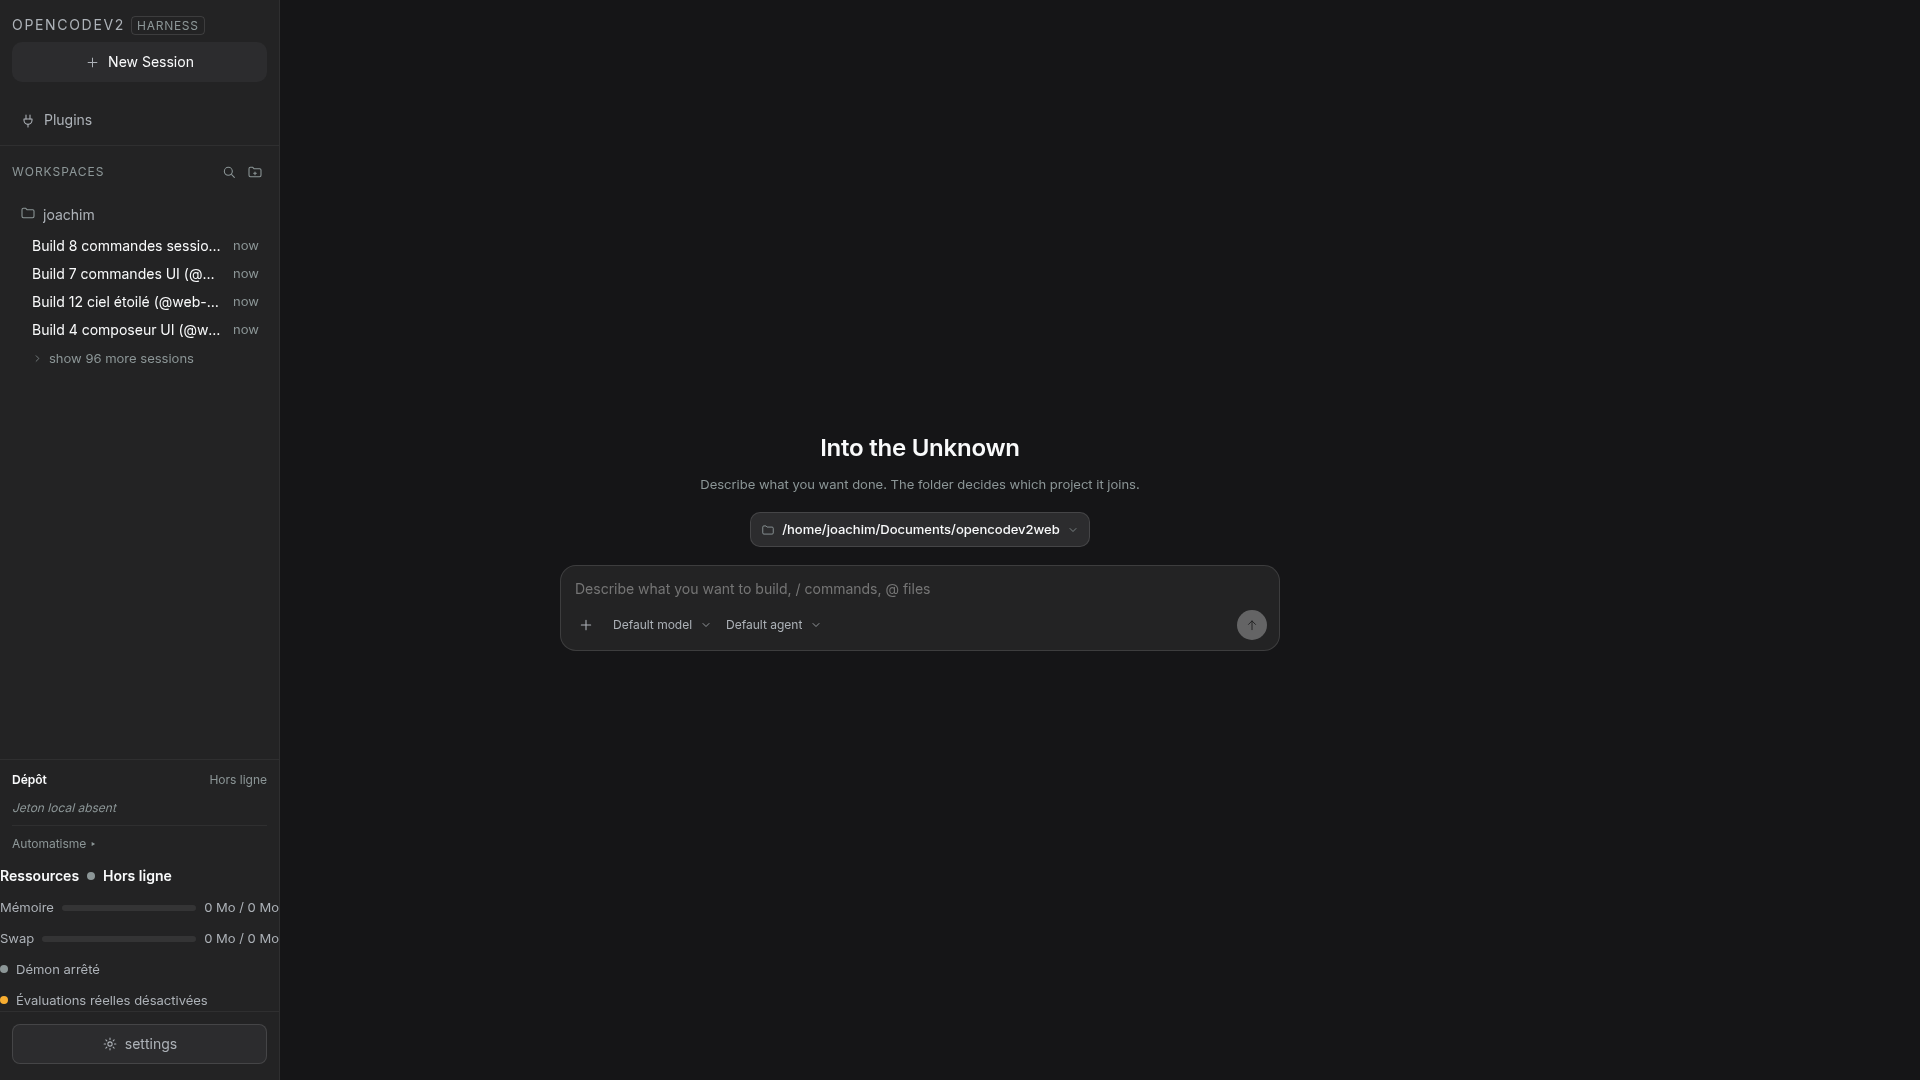 OPENCODEV2 HARNESS
New Session
Plugins
WORKSPACES
joachim
Build 8 commandes sessio... now
Build 7 commandes UI (@... now
Build 12 ciel étoilé (@web-... now
Build 4 composeur UI (@w... now
show 96 more sessions
Into the Unknown
Describe what you want done. The folder decides which project it joins.
/home/joachim/Documents/opencodev2web
Describe what you want to build, / commands, @ files
Default model Default agent
Dépôt Hors ligne
Jeton local absent
Automatisme
Ressources Hors ligne
Mémoire 0 Mo / 0 Mo
Swap 0 Mo / 0 Mo
Démon arrêté
Évaluations réelles désactivées
settings